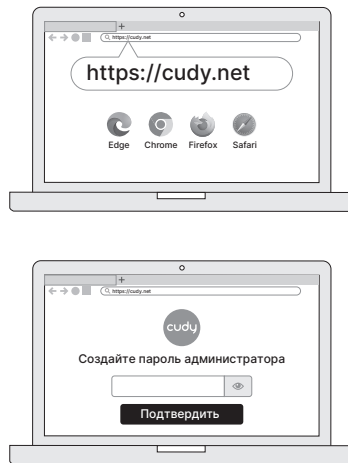 +
https://cudy.net
https://cudy.net
Edge Chrome Firefox Safari
+
https://cudy.net
cudy
Создайте пароль администратора
Подтвердить